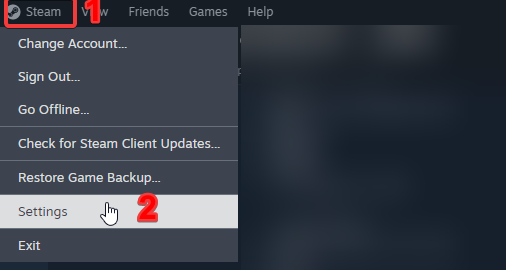 Steam View Friends Games Help
1
Change Account...
Sign Out...
Go Offline...
Check for Steam Client Updates...
Restore Game Backup...
Settings
2
Exit